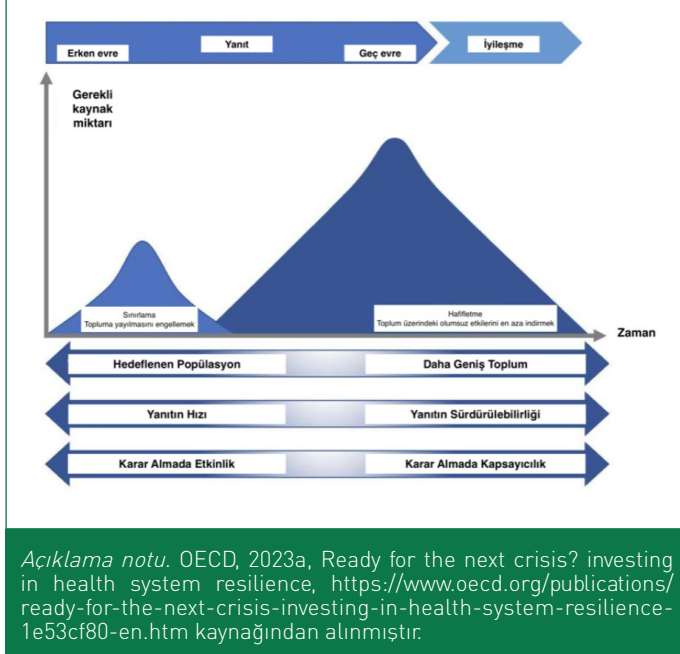 Erken evre
Yanıt
Geç evre
İyileşme
Gerekli
kaynak
miktarı
Sınırlama
Topluma yayılmasını engellemek
Hafifletme
Toplum üzerindeki olumsuz etkilerini en aza indirmek
Zaman
Hedeflenen Popülasyon
Daha Geniş Toplum
Yanıtın Hızı
Yanıtın Sürdürülebilirliği
Karar Almada Etkinlik
Karar Almada Kapsayıcılık
Açıklama notu. OECD, 2023a, Ready for the next crisis? investing
in health system resilience, https://www.oecd.org/publications/
ready-for-the-next-crisis-investing-in-health-system-resilience-
1e53cf80-en.htm kaynağından alınmıştır.